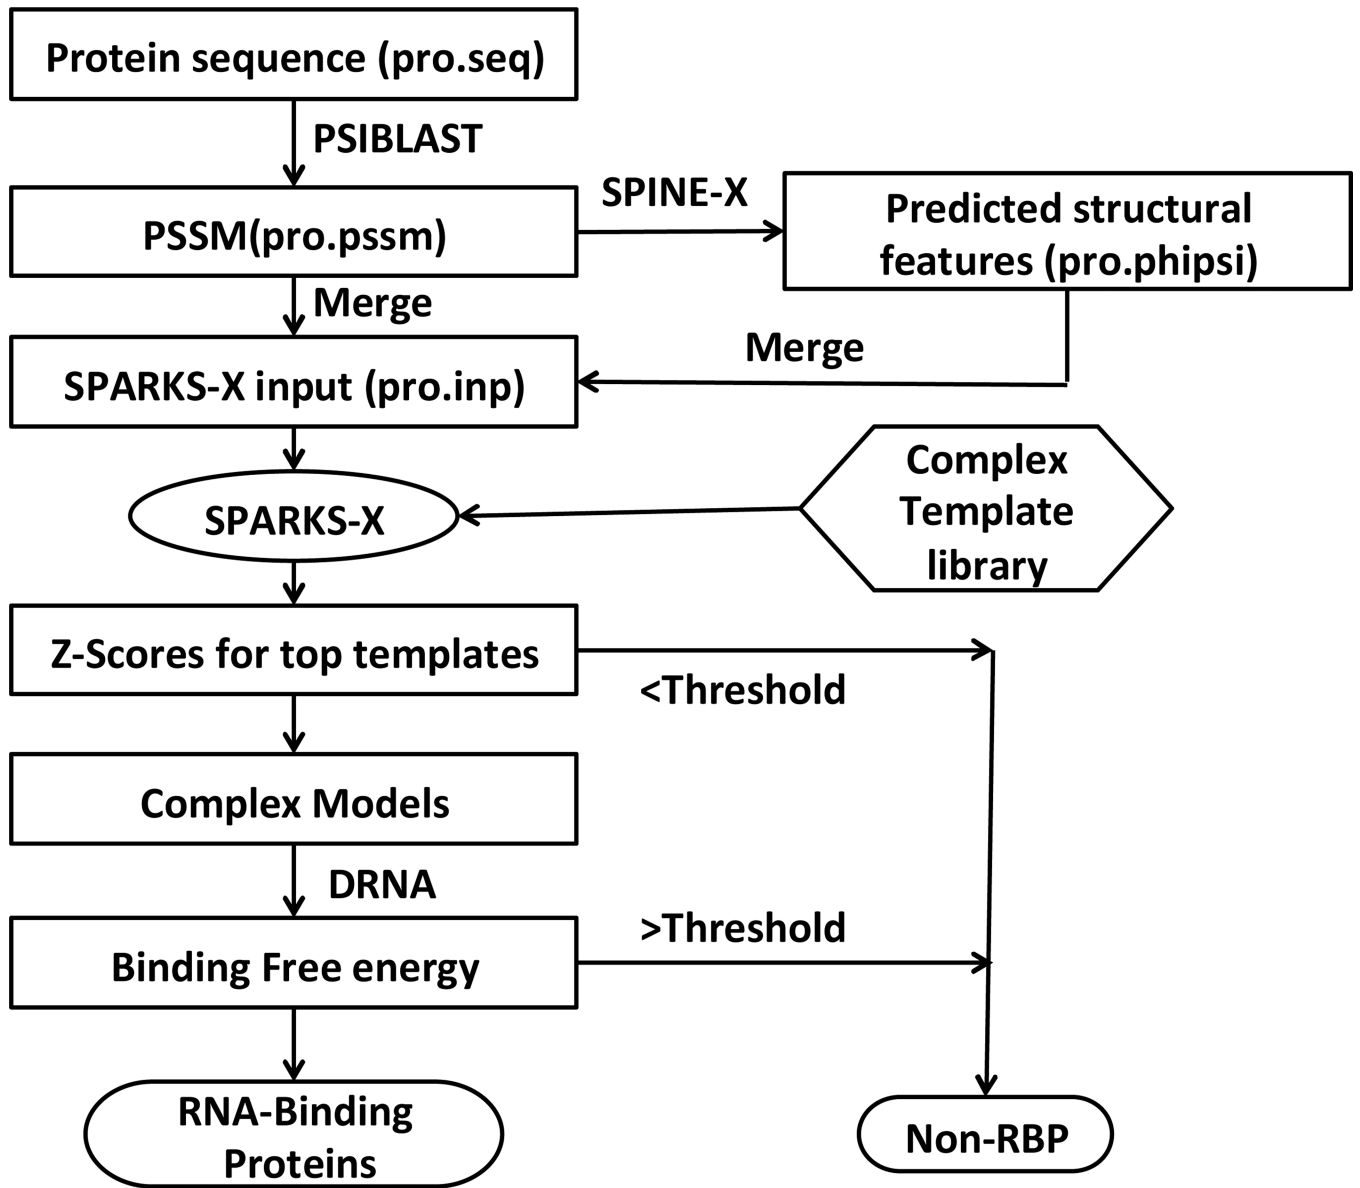 Protein sequence (pro.seq)
PSIBLAST
SPINE-X
PSSM(pro.pssm)
Predicted structural
features (pro.phipsi)
Merge
Merge
SPARKS-X input (pro.inp)
Complex
Template
library
SPARKS-X
Z-Scores for top templates
<Threshold
Complex Models
DRNA
>Threshold
Binding Free energy
RNA-Binding
Proteins
Non-RBP